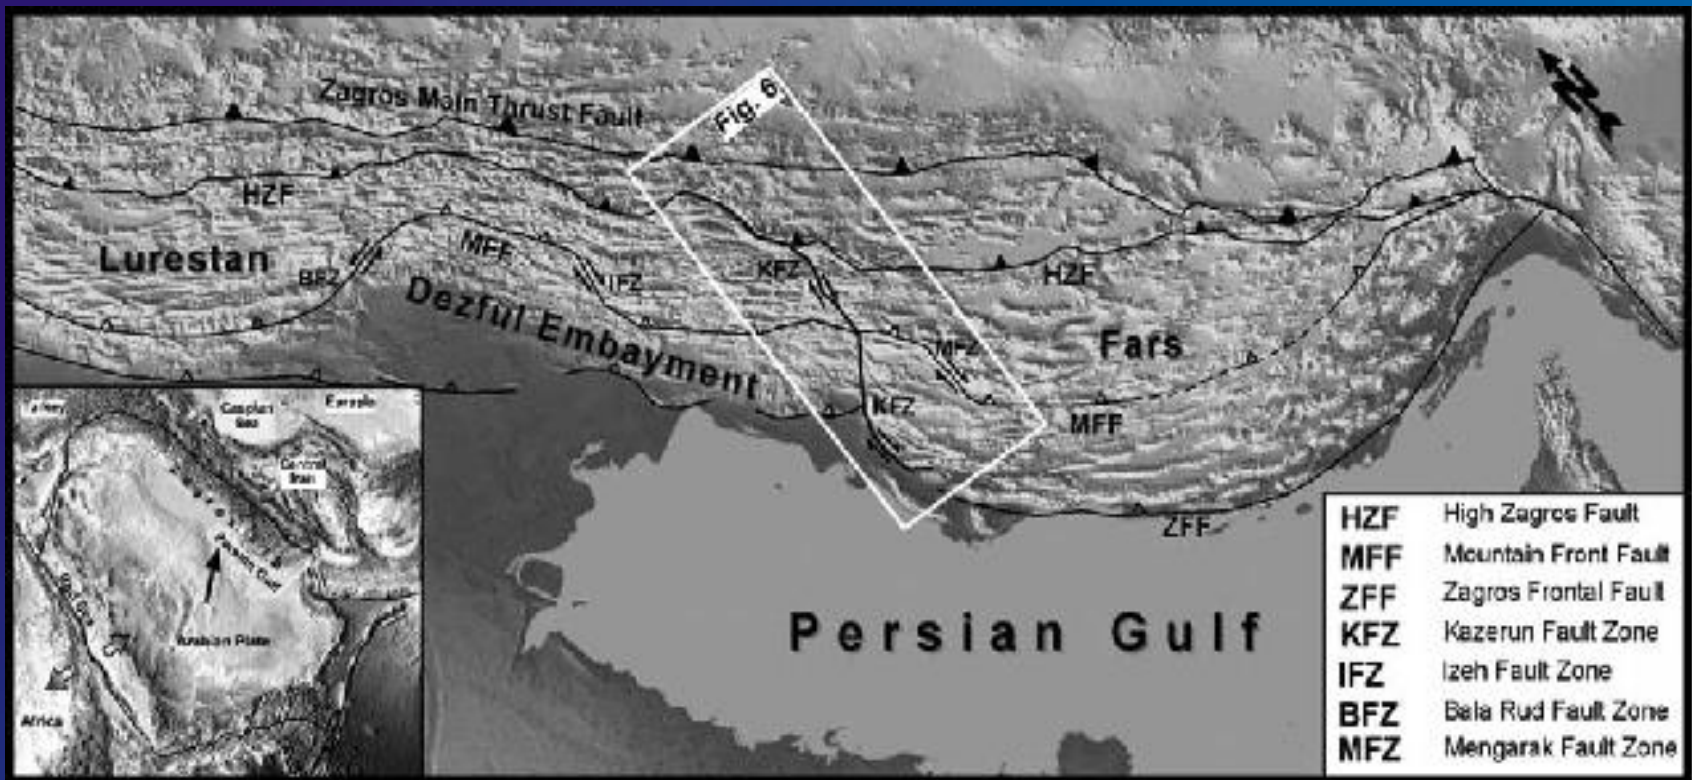 Zagros Main Thrust Fault
Fig. 6
N
HZF
Lurestan
BFZ
MFF
IFZ
KFZ
HZF
Dezful Embayment
MFZ
Fars
KFZ
MFF
ZFF
Persian Gulf
Caspian
Sea
Central
Iran
Persian Gulf
Arabian Plate
Africa
HZF High Zagros Fault
MFF Mountain Front Fault
ZFF Zagros Frontal Fault
KFZ Kazerun Fault Zone
IFZ Izeh Fault Zone
BFZ Bala Rud Fault Zone
MFZ Mengarak Fault Zone